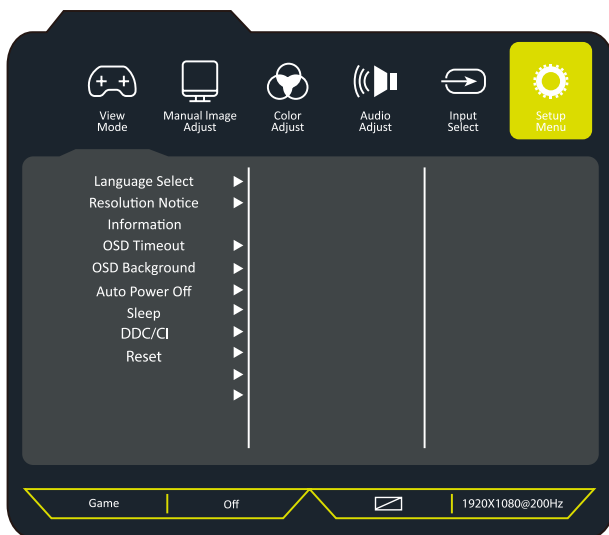 View
Mode
Manual Image
Adjust
Color
Adjust
Audio
Adjust
Input
Select
Setup
Menu
Language Select
Resolution Notice
Information
OSD Timeout
OSD Background
Auto Power Off
Sleep
DDC/CI
Reset
Game
Off
1920X1080@200Hz